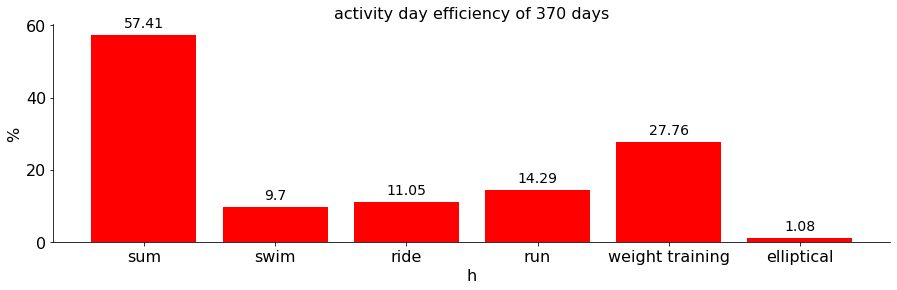 activity day efficiency of 370 days
60
40
20
0
%
57.41
9.7
11.05
14.29
27.76
1.08
sum
swim
ride
run
weight training
elliptical
h